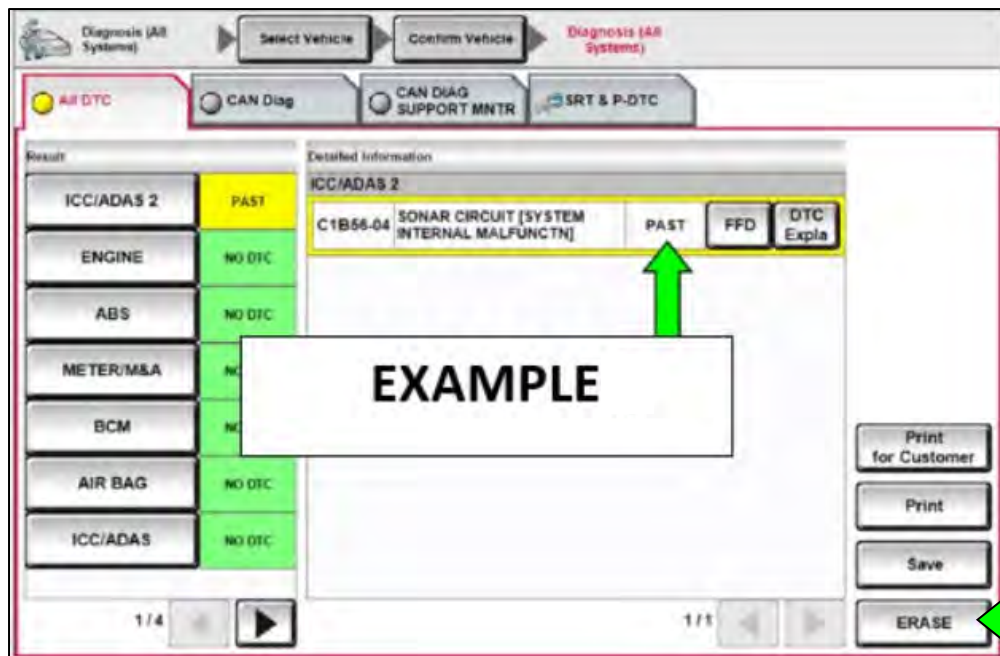 Diagnosis (All
Systems)
Select Vehicle
Confirm Vehicle
Diagnosis (All
Systems)
All DTC
CAN Diag
CAN DIAG
SUPPORT MNTR
SRT & P-DTC
Result
Detailed Information
ICC/ADAS 2
PAST
ICC/ADAS 2
C1B56-04
SONAR CIRCUIT [SYSTEM
INTERNAL MALFUNCTN]
PAST
FFD
DTC
Expla
ENGINE
NO DTC
ABS
NO DTC
METER/M&A
EXAMPLE
BCM
AIR BAG
NO DTC
ICC/ADAS
NO DTC
Print
for Customer
Print
Save
ERASE
1/4
1/1